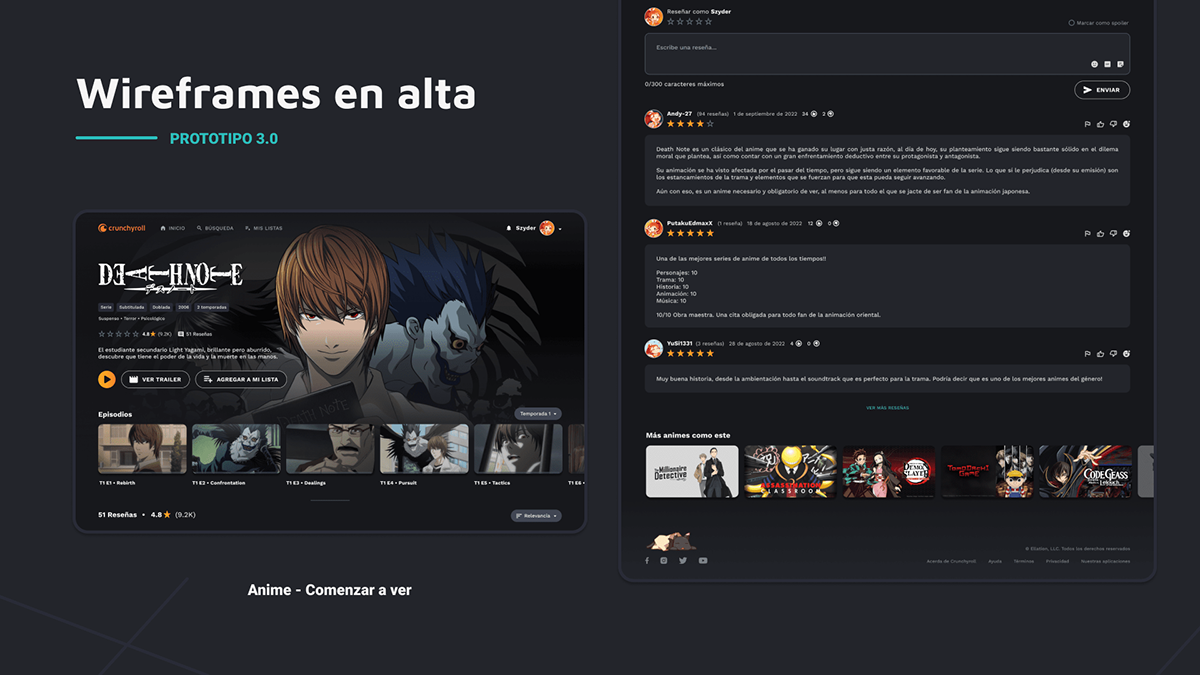 Wireframes en alta
PROTOTIPO 3.0
crunchyroll
INICIO
BÚSQUEDA
MIS LISTAS
Szyder
DEATH NOTE
Serie
Subtitulada
Doblada
2006
2 temporadas
Suspenso • Terror • Psicológico
4.8 (9.2K) 51 Reseñas
El estudiante secundario Light Yagami, brillante pero aburrido,
descubre que tiene el poder de la vida y la muerte en las manos.
VER TRAILER
AGREGAR A MI LISTA
DEATH NOTE
Episodios
Temporada 1
T1 E1 • Rebirth
T1 E2 • Confrontation
T1 E3 • Dealings
T1 E4 • Pursuit
T1 E5 • Tactics
T1 E6 •
51 Reseñas • 4.8 (9.2K)
Relevancia
Anime - Comenzar a ver
Reseñar como Szyder
Marcar como spoiler
Escribe una reseña...
0/300 caracteres máximos
ENVIAR
Andy-27 (94 reseñas) 1 de septiembre de 2022 34 2
Death Note es un clásico del anime que se ha ganado su lugar con justa razón, al día de hoy, su planteamiento sigue siendo bastante sólido en el dilema
moral que plantea, así como contar con un gran enfrentamiento deductivo entre su protagonista y antagonista.
Su animación se ha visto afectada por el pasar del tiempo, pero sigue siendo un elemento favorable de la serie. Lo que si le perjudica (desde su emisión) son
los estancamientos de la trama y elementos que se fuerzan para que esta pueda seguir avanzando.
Aún con eso, es un anime necesario y obligatorio de ver, al menos para todo el que se jacte de ser fan de la animación japonesa.
PutakuEdmaxX (1 reseña) 18 de agosto de 2022 12 0
Una de las mejores series de anime de todos los tiempos!!
Personajes: 10
Trama: 10
Historia: 10
Animación: 10
Música: 10
10/10 Obra maestra. Una cita obligada para todo fan de la animación oriental.
YuSi1331 (3 reseñas) 28 de agosto de 2022 4 0
Muy buena historia, desde la ambientación hasta el soundtrack que es perfecto para la trama. Podría decir que es uno de los mejores animes del género!
VER MÁS RESEÑAS
Más animes como este
The
Millionaire
Detective
ASSASSINATION
CLASSROOM
DEMON
SLAYER
TOMODACHI
GAME
CODE GEASS
© Ellation, LLC. Todos los derechos reservados
Acerca de Crunchyroll
Ayuda
Términos
Privacidad
Nuestras aplicaciones